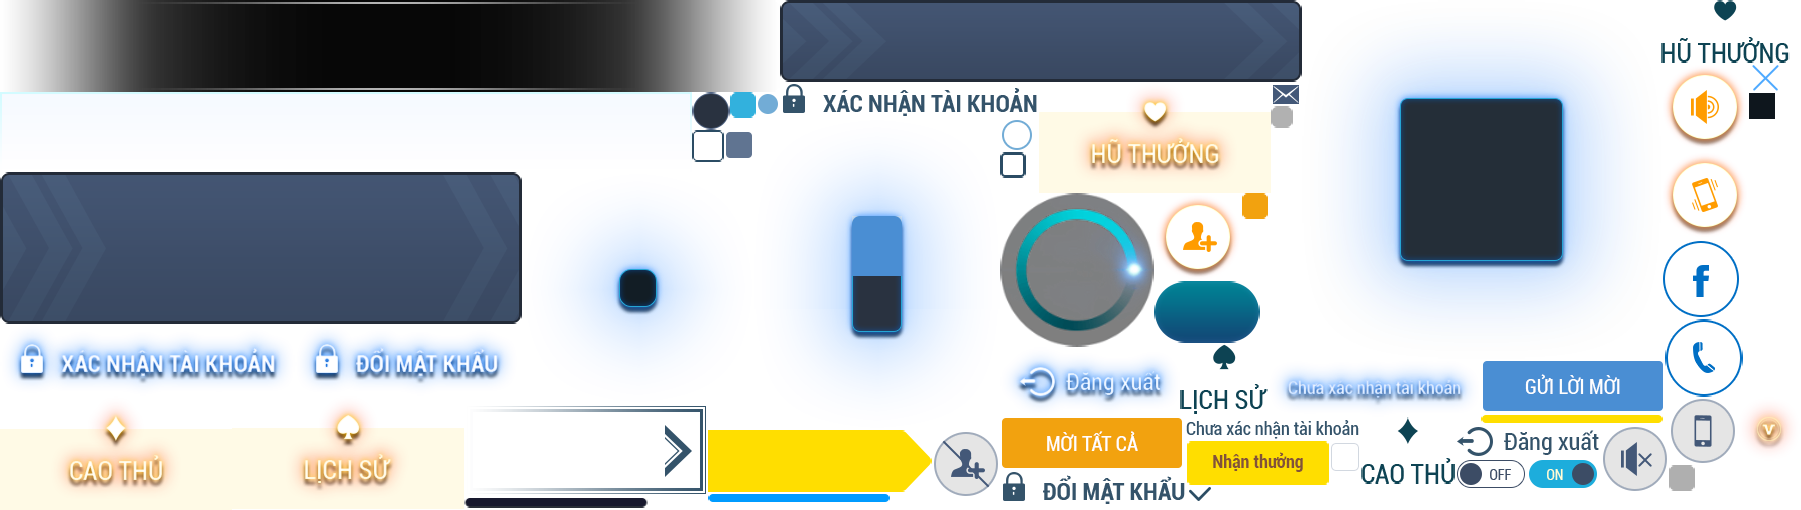 HŨ THƯỞNG
XÁC NHẬN TÀI KHOẢN
HŨ THƯỞNG
XÁC NHẬN TÀI KHOẢN
ĐỔI MẬT KHẨU
Đăng xuất
Chưa xác nhận tài khoản
GỬI LỜI MỜI
LỊCH SỬ
Chưa xác nhận tài khoản
MỜI TẤT CẢ
Đăng xuất
CAO THỦ
LỊCH SỬ
Nhận thưởng
CAO THỦ
OFF
ON
ĐỔI MẬT KHẨU
V